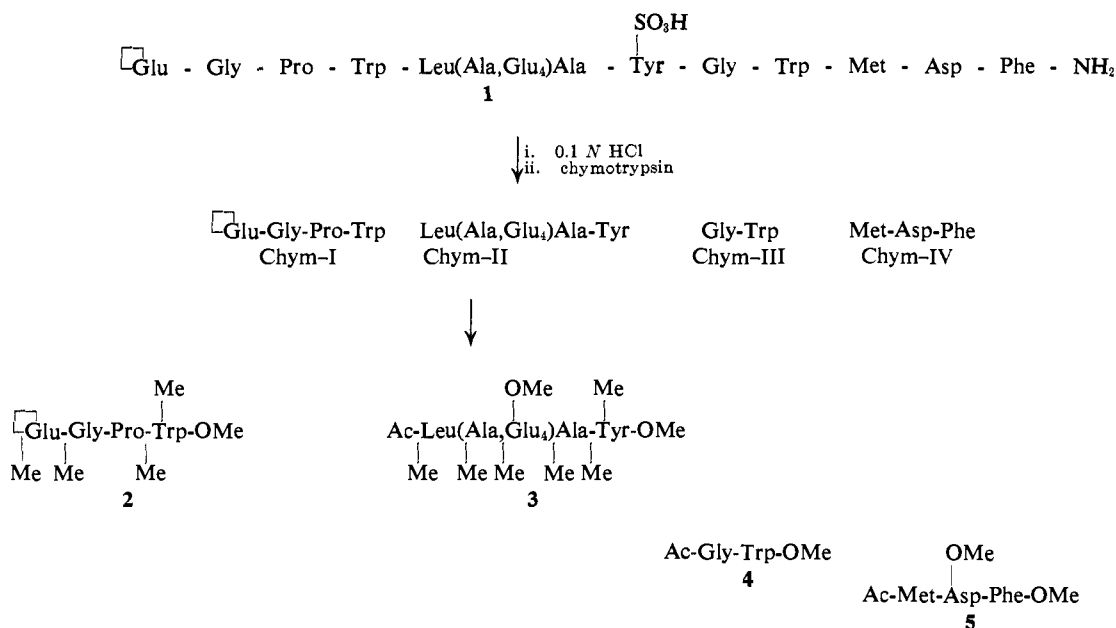 SO₃H
Glu - Gly - Pro - Trp - Leu(Ala,Glu₄)Ala - Tyr - Gly - Trp - Met - Asp - Phe - NH₂
1
i. 0.1 N HCl
ii. chymotrypsin
Glu-Gly-Pro-Trp Leu(Ala,Glu₄)Ala-Tyr Gly-Trp Met-Asp-Phe
Chym-I Chym-II Chym-III Chym-IV
Me OMe Me
Glu-Gly-Pro-Trp-OMe Ac-Leu(Ala,Glu₄)Ala-Tyr-OMe
Me Me Me Me Me Me Me Me
2 3
Ac-Gly-Trp-OMe OMe
4 Ac-Met-Asp-Phe-OMe
5